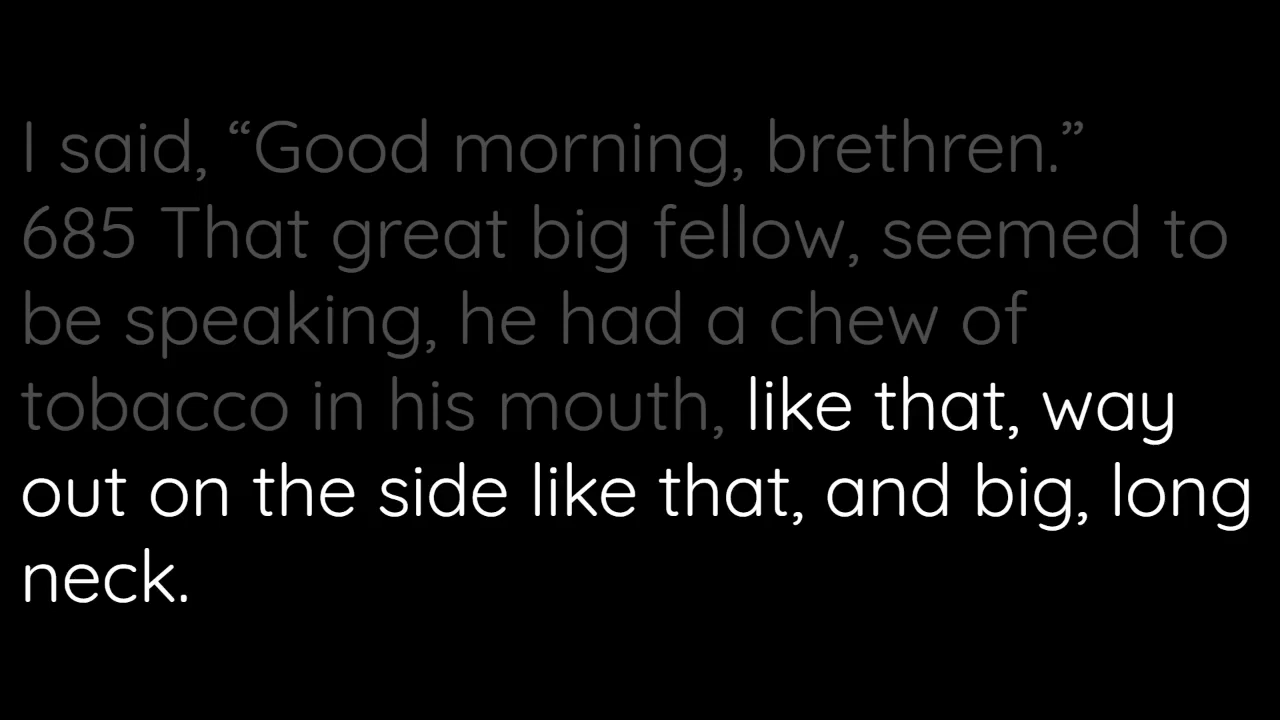 I said, “Good morning, brethren.”
685 That great big fellow, seemed to
be speaking, he had a chew of
tobacco in his mouth, like that, way
out on the side like that, and big, long
neck.